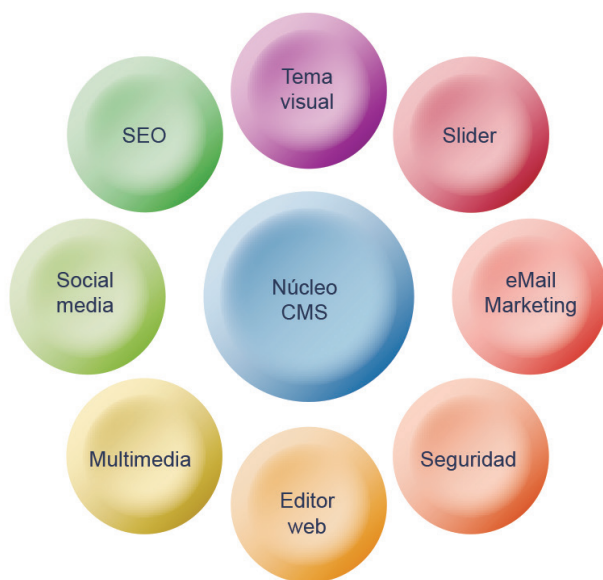 Tema
visual
SEO
Slider
Social
media
Núcleo
CMS
eMail
Marketing
Multimedia
Seguridad
Editor
web